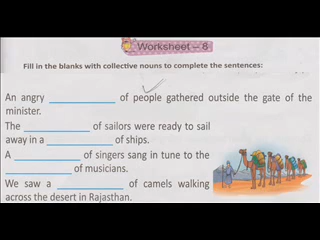 Worksheet – 8
Fill in the blanks with collective nouns to complete the sentences:
An angry ____________ of people gathered outside the gate of the
minister.
The ____________ of sailors were ready to sail
away in a ____________ of ships.
A ____________ of singers sang in tune to the
____________ of musicians.
We saw a ____________ of camels walking
across the desert in Rajasthan.